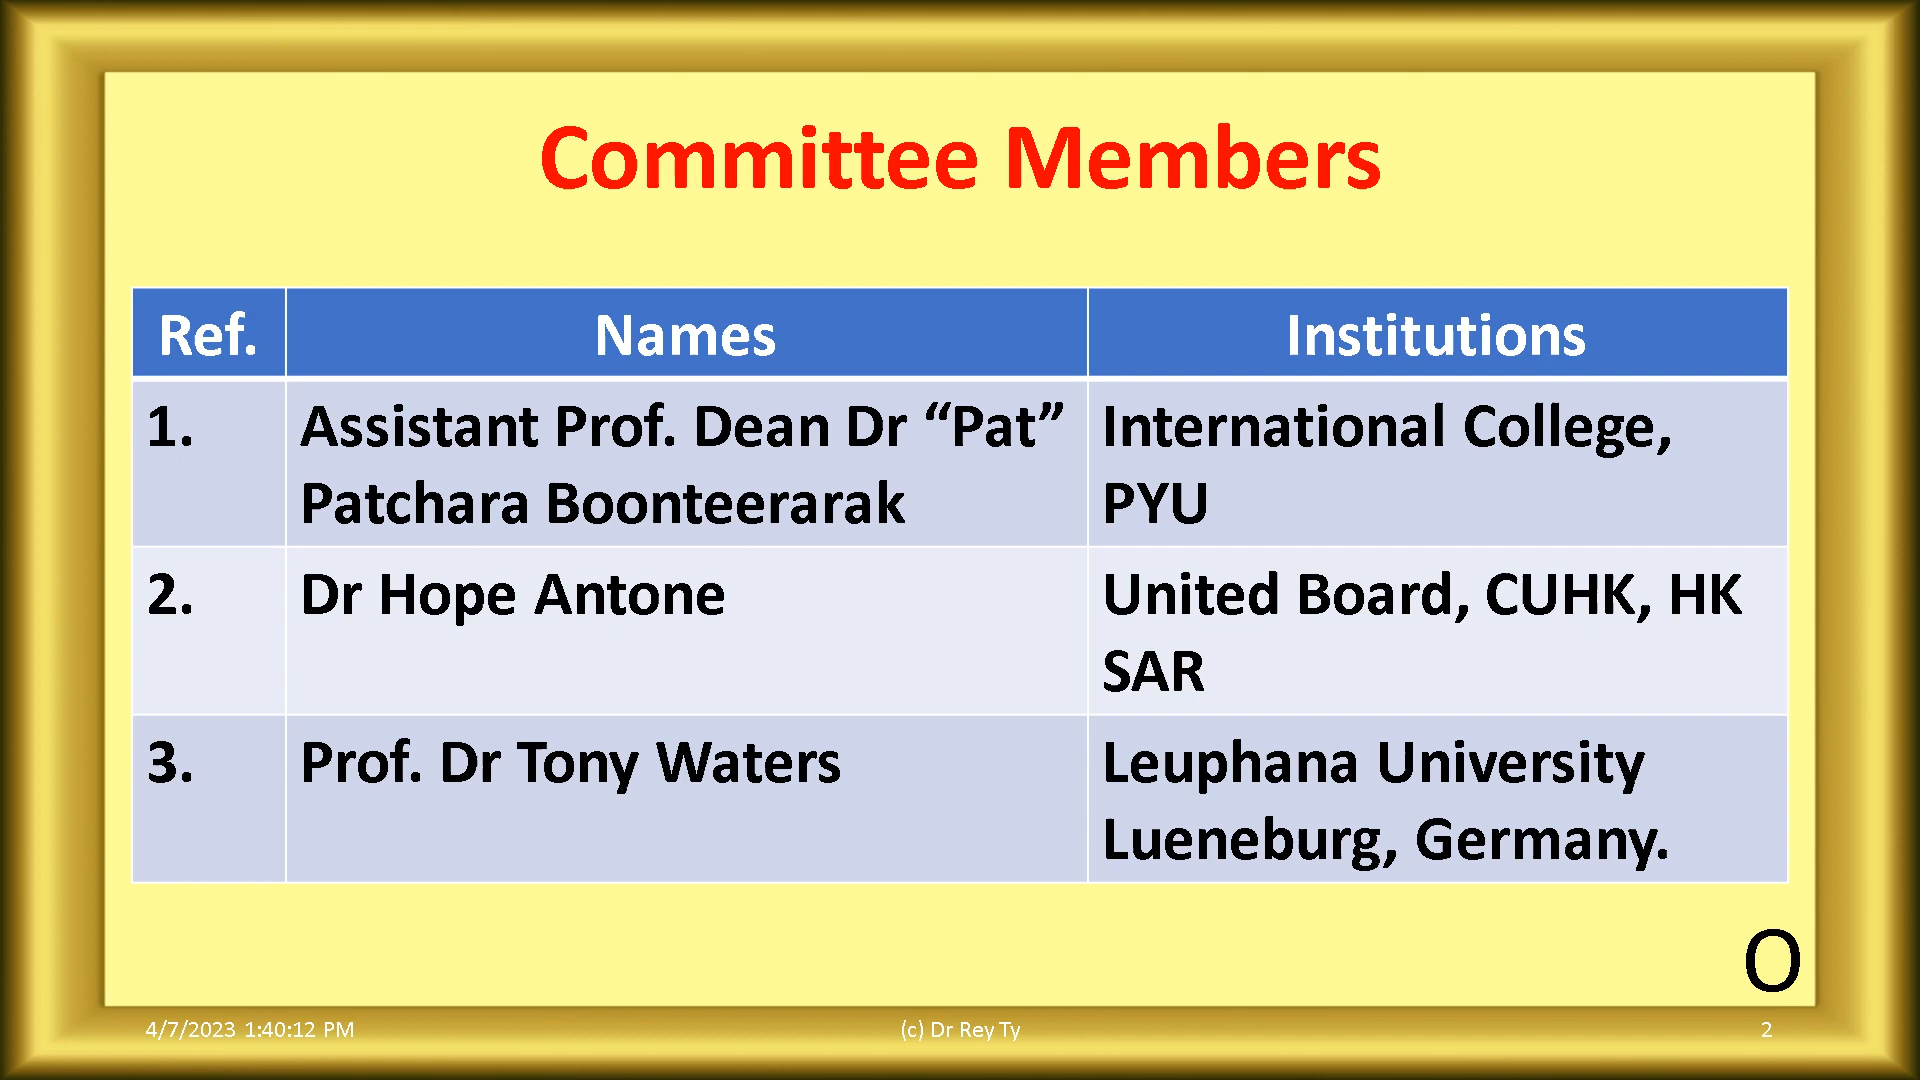 Committee Members
Ref. Names Institutions
1. Assistant Prof. Dean Dr “Pat” International College,
Patchara Boonteerarak PYU
2. Dr Hope Antone United Board, CUHK, HK
SAR
3. Prof. Dr Tony Waters Leuphana University
Lueneburg, Germany.
O
4/7/2023 1:40:12 PM (c) Dr Rey Ty 2